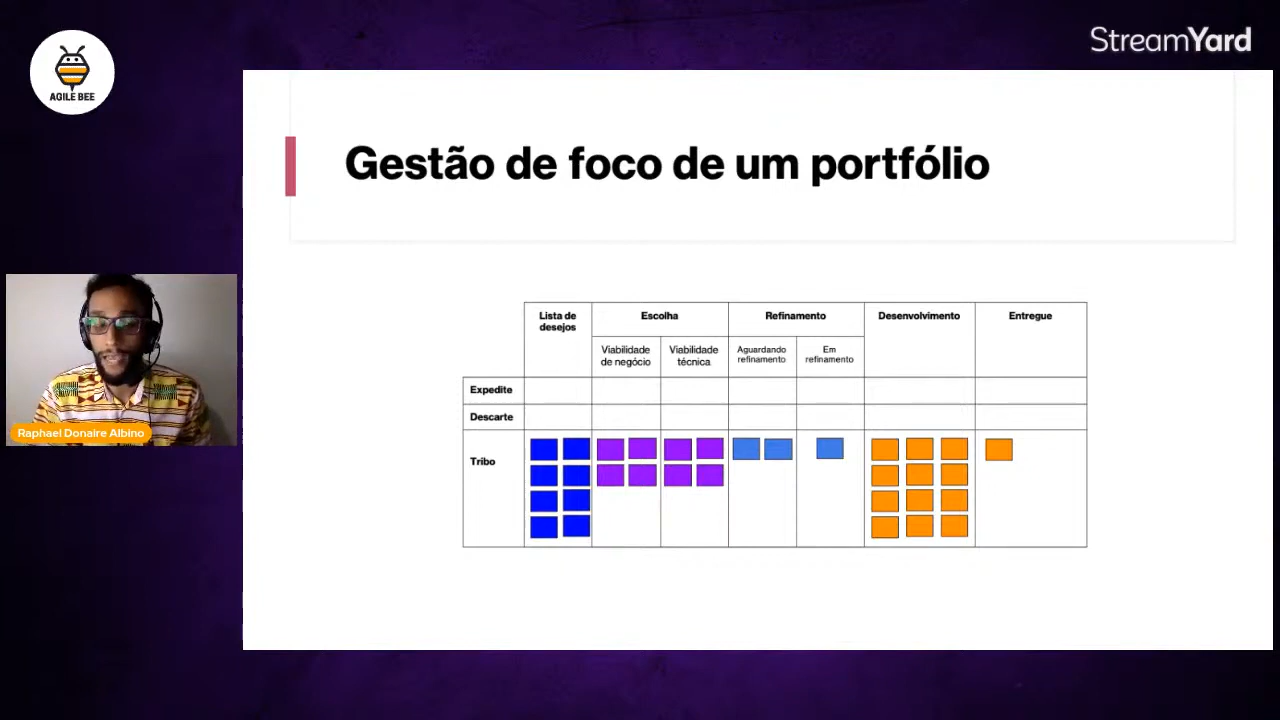 StreamYard
AGILE BEE
Gestão de foco de um portfólio
Lista de desejos
Escolha
Refinamento
Desenvolvimento
Entregue
Viabilidade de negócio
Viabilidade técnica
Aguardando refinamento
Em refinamento
Expedite
Descarte
Tribo
Raphael Donaire Albino